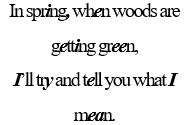 In spring, when woods are
getting green,
I'll try and tell you what I
mean.